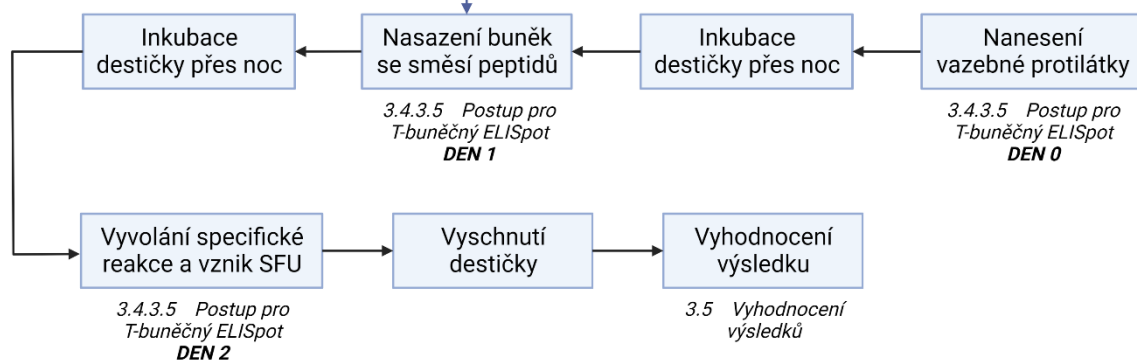 Inkubace
destičky přes noc
Nasazení buněk
se směsí peptidů
3.4.3.5 Postup pro
T-buněčný ELISpot
DEN 1
Inkubace
destičky přes noc
Nanesení
vazebné protilátky
3.4.3.5 Postup pro
T-buněčný ELISpot
DEN 0
Vyvolání specifické
reakce a vznik SFU
3.4.3.5 Postup pro
T-buněčný ELISpot
DEN 2
Vyschnutí
destičky
Vyhodnocení
výsledku
3.5 Vyhodnocení
výsledků